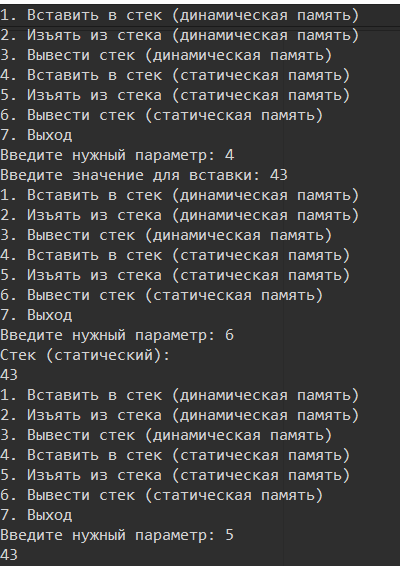 1. Вставить в стек (динамическая память)
2. Изъять из стека (динамическая память)
3. Вывести стек (динамическая память)
4. Вставить в стек (статическая память)
5. Изъять из стека (статическая память)
6. Вывести стек (статическая память)
7. Выход
Введите нужный параметр: 4
Введите значение для вставки: 43
1. Вставить в стек (динамическая память)
2. Изъять из стека (динамическая память)
3. Вывести стек (динамическая память)
4. Вставить в стек (статическая память)
5. Изъять из стека (статическая память)
6. Вывести стек (статическая память)
7. Выход
Введите нужный параметр: 6
Стек (статический):
43
1. Вставить в стек (динамическая память)
2. Изъять из стека (динамическая память)
3. Вывести стек (динамическая память)
4. Вставить в стек (статическая память)
5. Изъять из стека (статическая память)
6. Вывести стек (статическая память)
7. Выход
Введите нужный параметр: 5
43